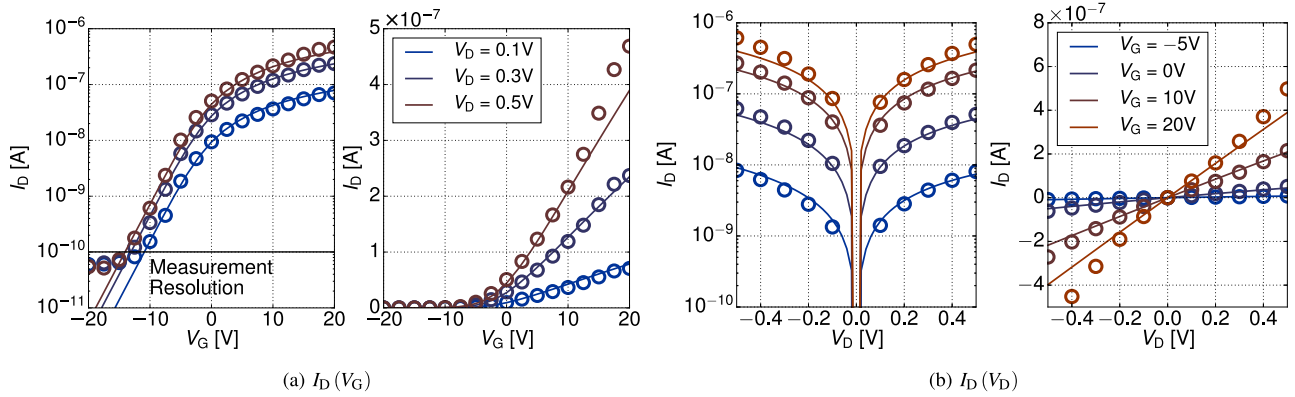 10⁻⁶
10⁻⁷
10⁻⁸
10⁻⁹
10⁻¹⁰
10⁻¹¹
I_D [A]
Measurement
Resolution
−20 −10 0 10 20
V_G [V]
×10⁻⁷
5
4
3
2
1
0
I_D [A]
V_D = 0.1V
V_D = 0.3V
V_D = 0.5V
−20 −10 0 10 20
V_G [V]
(a) I_D (V_G)
10⁻⁶
10⁻⁷
10⁻⁸
10⁻⁹
10⁻¹⁰
I_D [A]
−0.4 −0.2 0.0 0.2 0.4
V_D [V]
×10⁻⁷
8
6
4
2
0
−2
−4
I_D [A]
V_G = −5V
V_G = 0V
V_G = 10V
V_G = 20V
−0.4 −0.2 0.0 0.2 0.4
V_D [V]
(b) I_D (V_D)